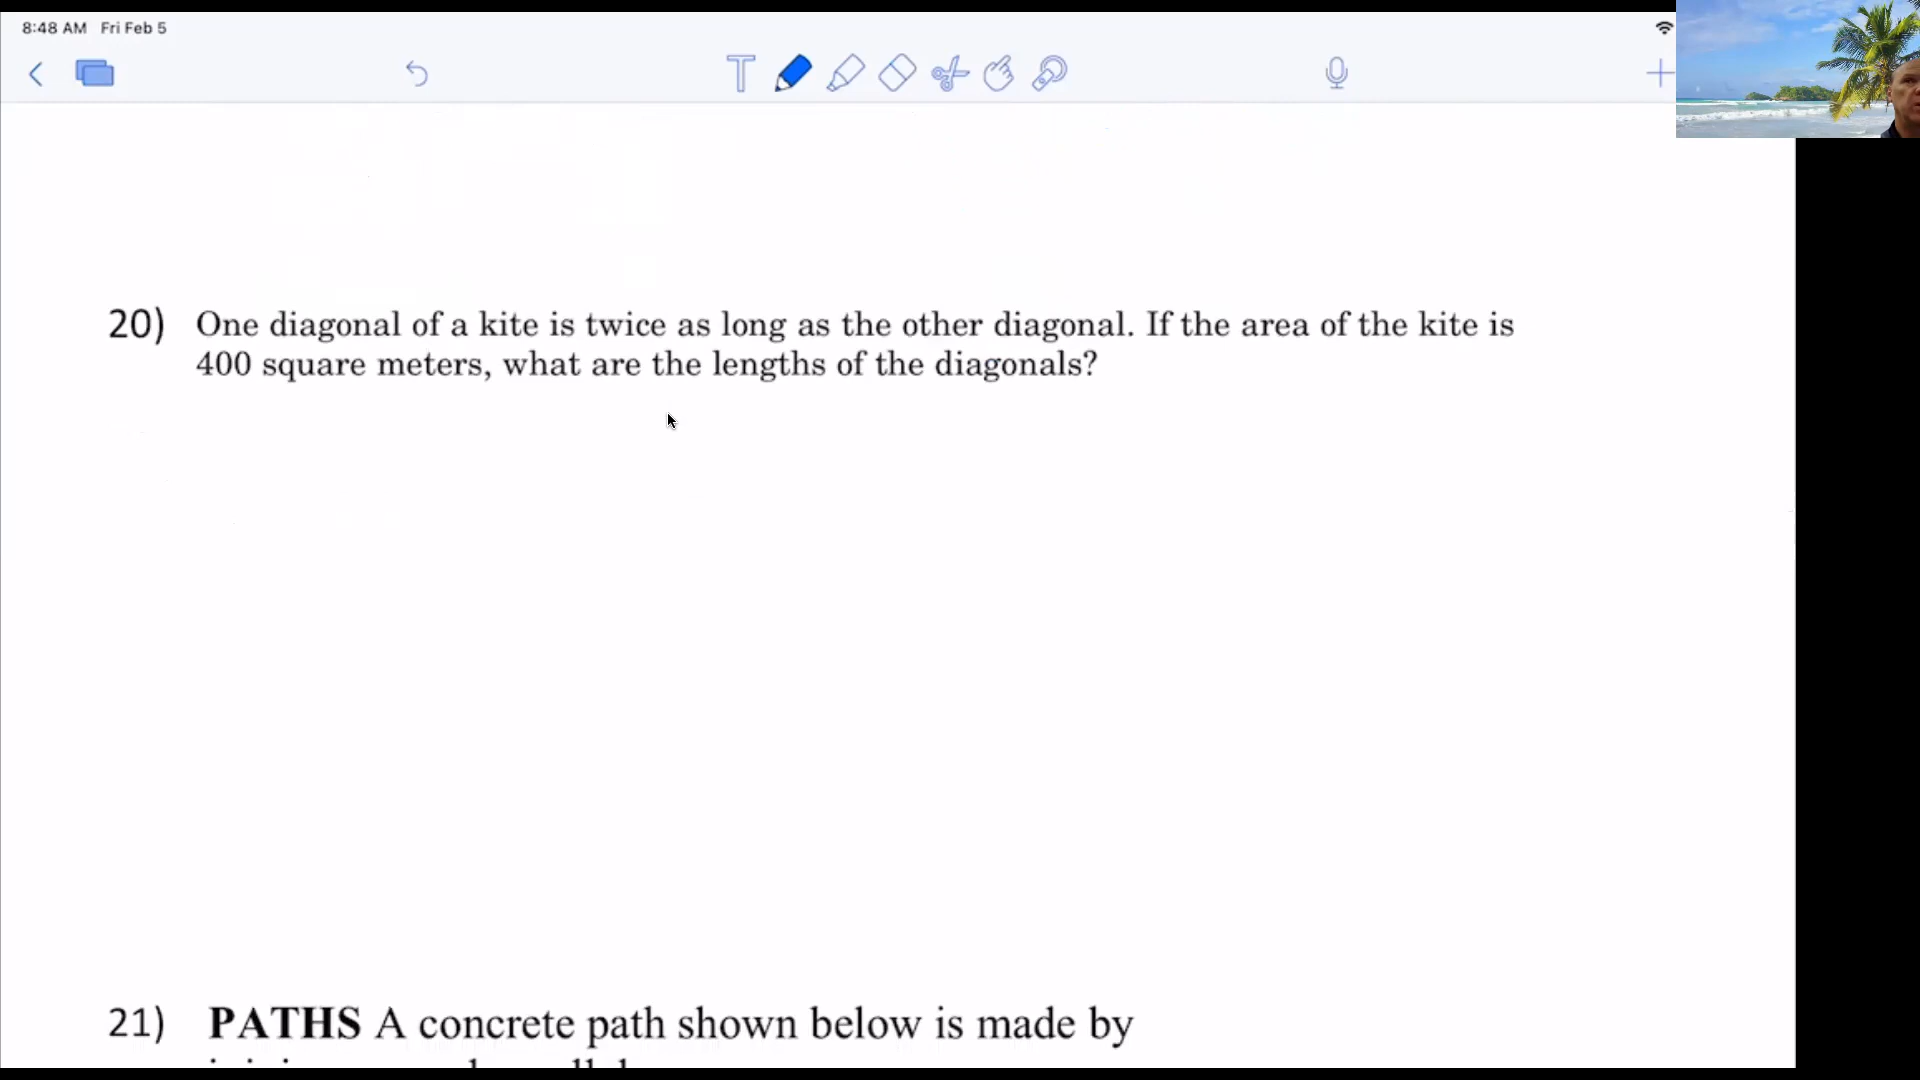 8:48 AM Fri Feb 5
T
20) One diagonal of a kite is twice as long as the other diagonal. If the area of the kite is
400 square meters, what are the lengths of the diagonals?
21) PATHS A concrete path shown below is made by